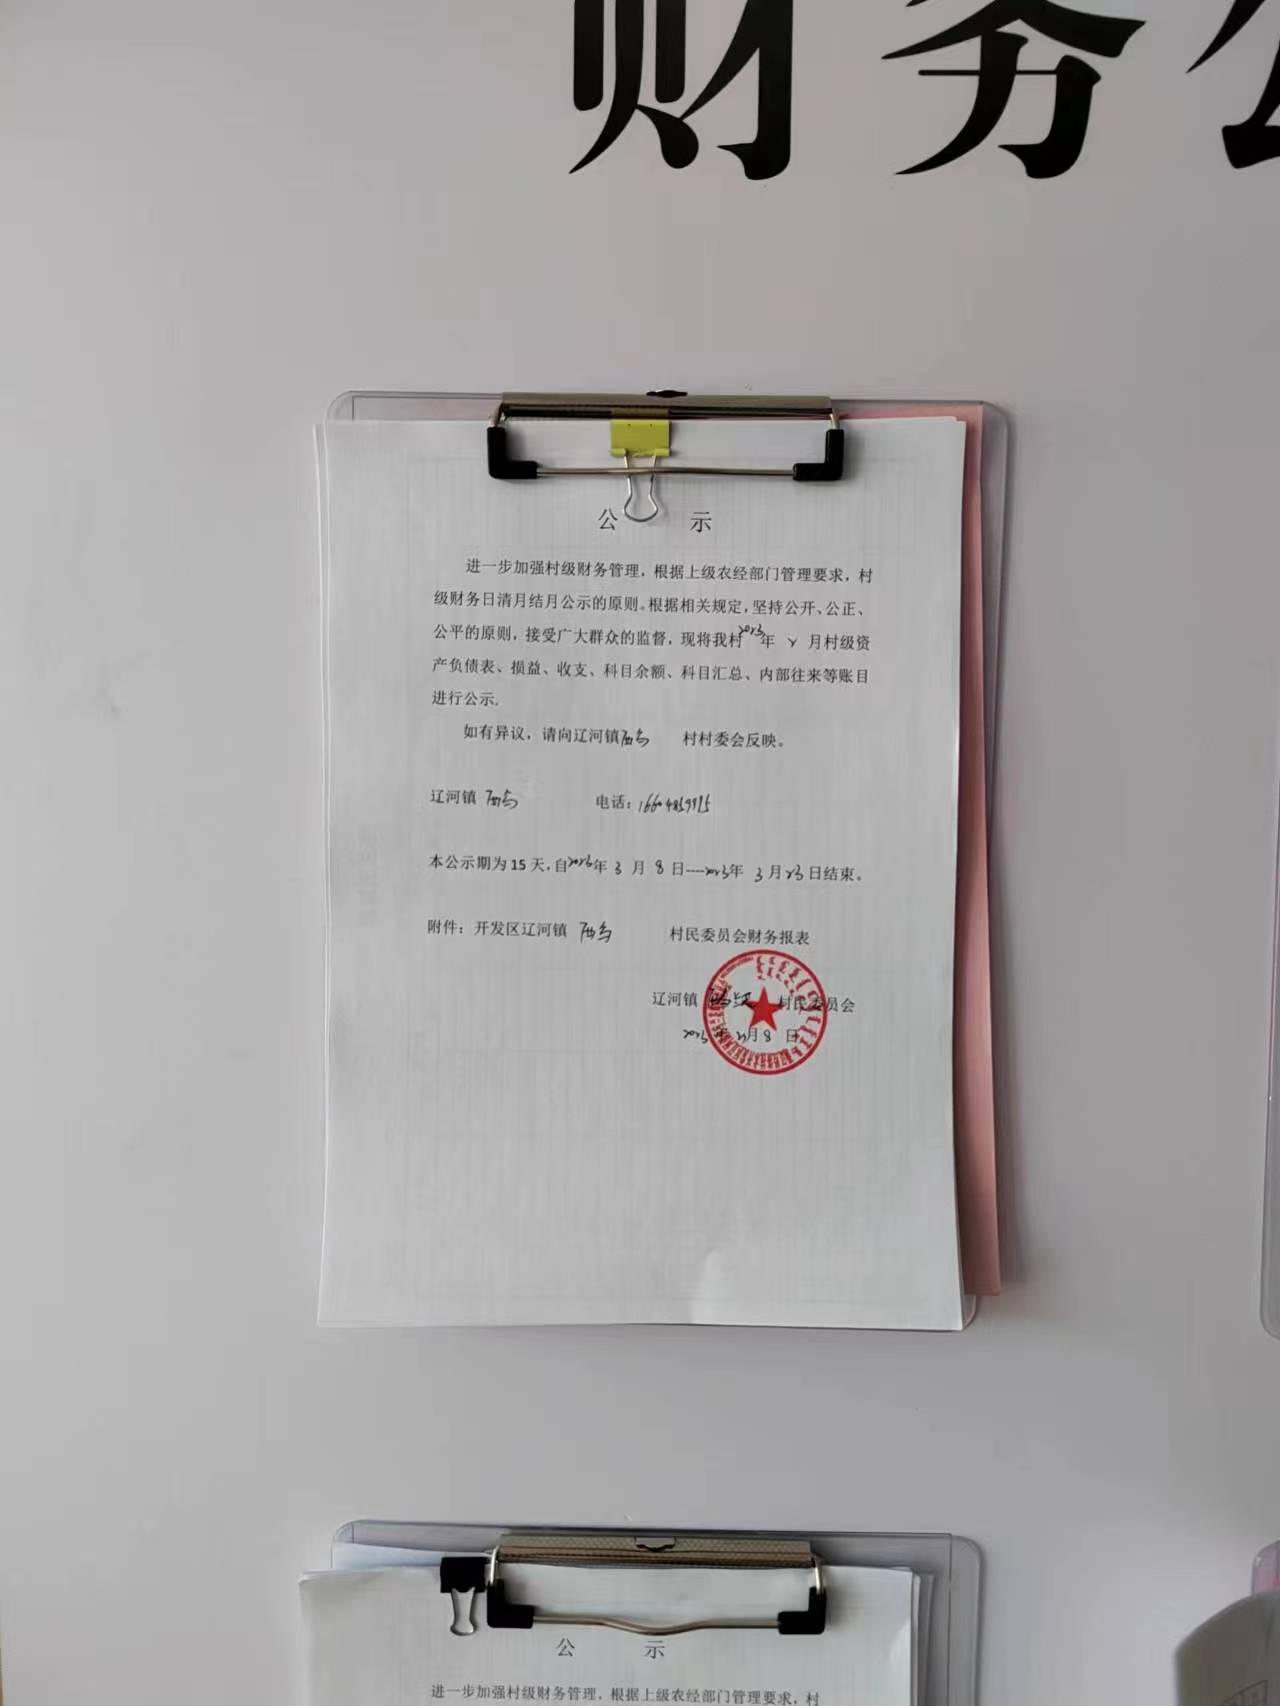 财务公
公 示
进一步加强村级财务管理，根据上级农经部门管理要求，村
级财务日清月结月公示的原则。根据相关规定，坚持公开、公正、
公平的原则，接受广大群众的监督，现将我村2023年 2 月村级资
产负债表、损益、收支、科目余额、科目汇总、内部往来等账目
进行公示.
如有异议，请向辽河镇 村村委会反映。
辽河镇 电话：
本公示期为15天，自2023年 3 月 8 日----2023年 3 月 23 日结束。
附件：开发区辽河镇 村民委员会财务报表
辽河镇 村民委员会
2023 年 月 8 日
公 示
进一步加强村级财务管理，根据上级农经部门管理要求，村